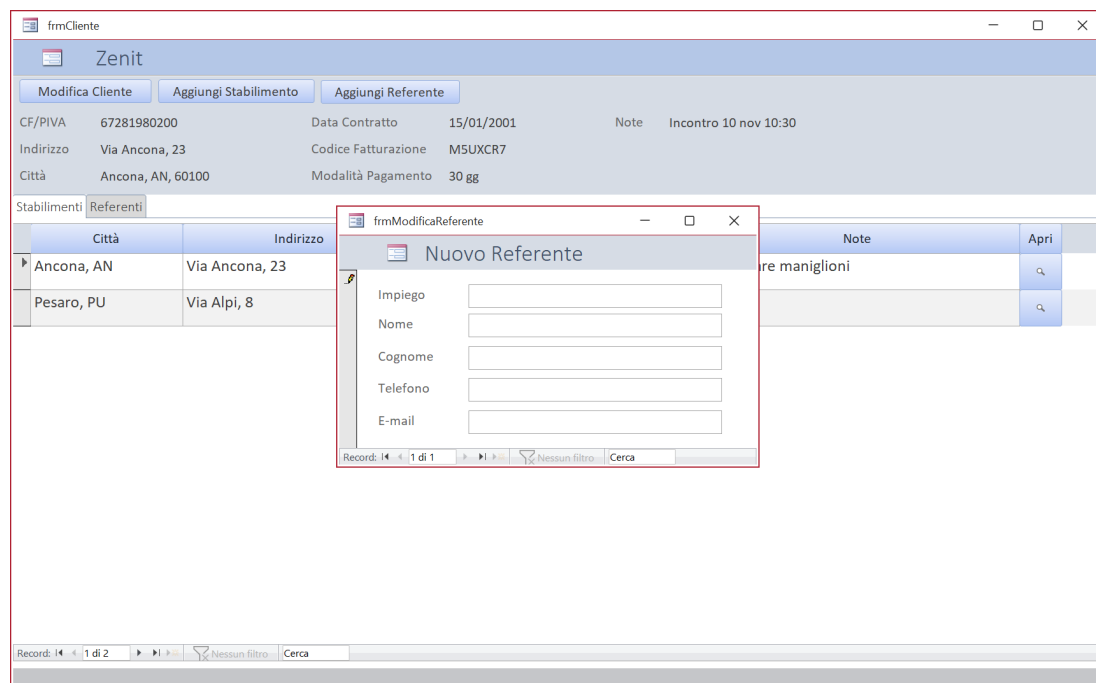 frmCliente
Zenit
Modifica Cliente Aggiungi Stabilimento Aggiungi Referente
CF/PIVA 67281980200 Data Contratto 15/01/2001 Note Incontro 10 nov 10:30
Indirizzo Via Ancona, 23 Codice Fatturazione M5UXCR7
Città Ancona, AN, 60100 Modalità Pagamento 30 gg
Stabilimenti Referenti
Città Indirizzo Note Apri
Ancona, AN Via Ancona, 23 maniglioni
Pesaro, PU Via Alpi, 8
frmModificaReferente
Nuovo Referente
Impiego
Nome
Cognome
Telefono
E-mail
Record: 1 di 1 Nessun filtro Cerca
Record: 1 di 2 Nessun filtro Cerca